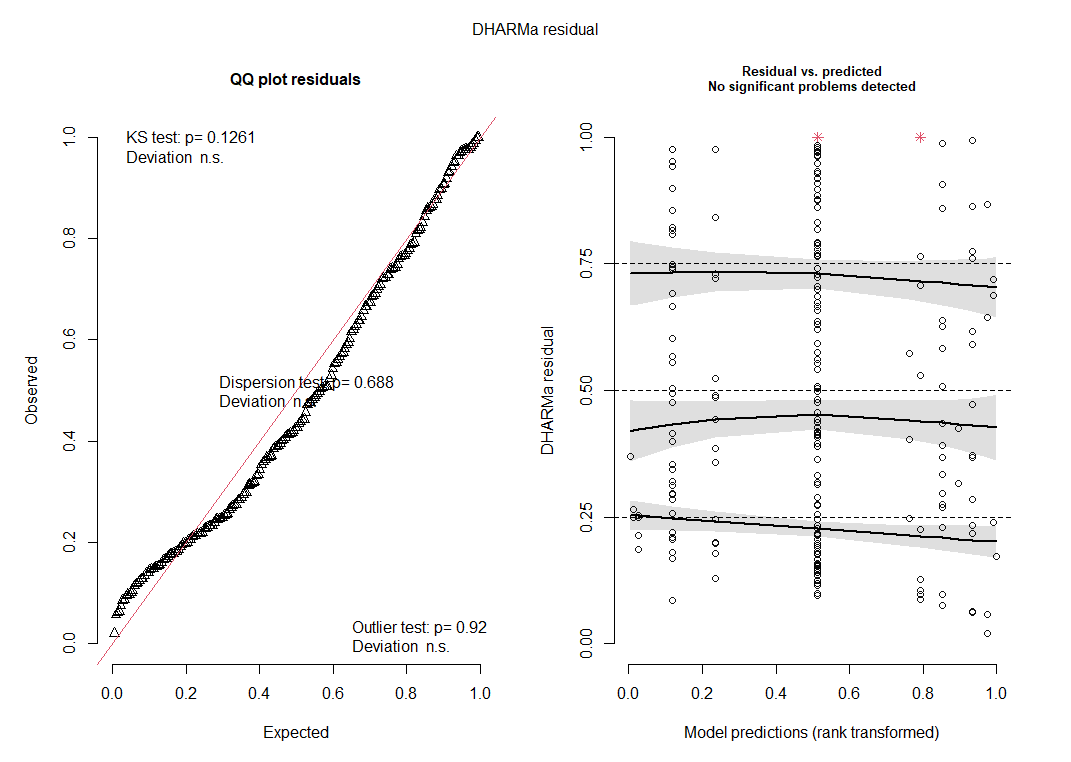 DHARMa residual
QQ plot residuals
KS test: p= 0.1261
Deviation n.s.
Dispersion test: p= 0.688
Deviation n.s.
Outlier test: p= 0.92
Deviation n.s.
Observed
0.0 0.2 0.4 0.6 0.8 1.0
0.0 0.2 0.4 0.6 0.8 1.0
Expected
Residual vs. predicted
No significant problems detected
DHARMa residual
0.00 0.25 0.50 0.75 1.00
0.0 0.2 0.4 0.6 0.8 1.0
Model predictions (rank transformed)